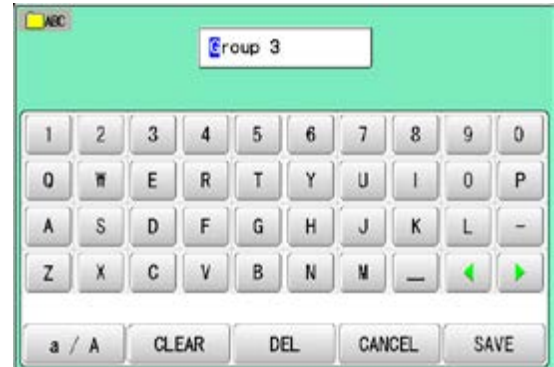 ABC
Group 3
1 2 3 4 5 6 7 8 9 0
Q W E R T Y U I O P
A S D F G H J K L -
Z X C V B N M _
a / A CLEAR DEL CANCEL SAVE